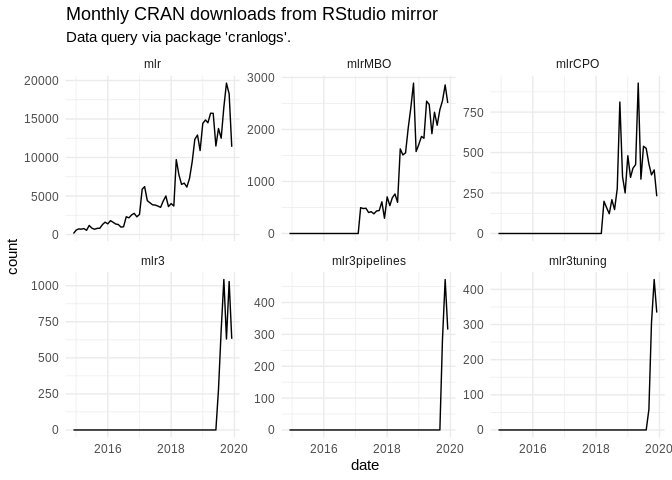 Monthly CRAN downloads from RStudio mirror
Data query via package 'cranlogs'.
mlr
mlrMBO
mlrCPO
20000
15000
10000
5000
0
3000
2000
1000
0
750
500
250
0
count
mlr3
mlr3pipelines
mlr3tuning
1000
750
500
250
0
400
300
200
100
0
400
300
200
100
0
2016 2018 2020
2016 2018 2020
2016 2018 2020
date